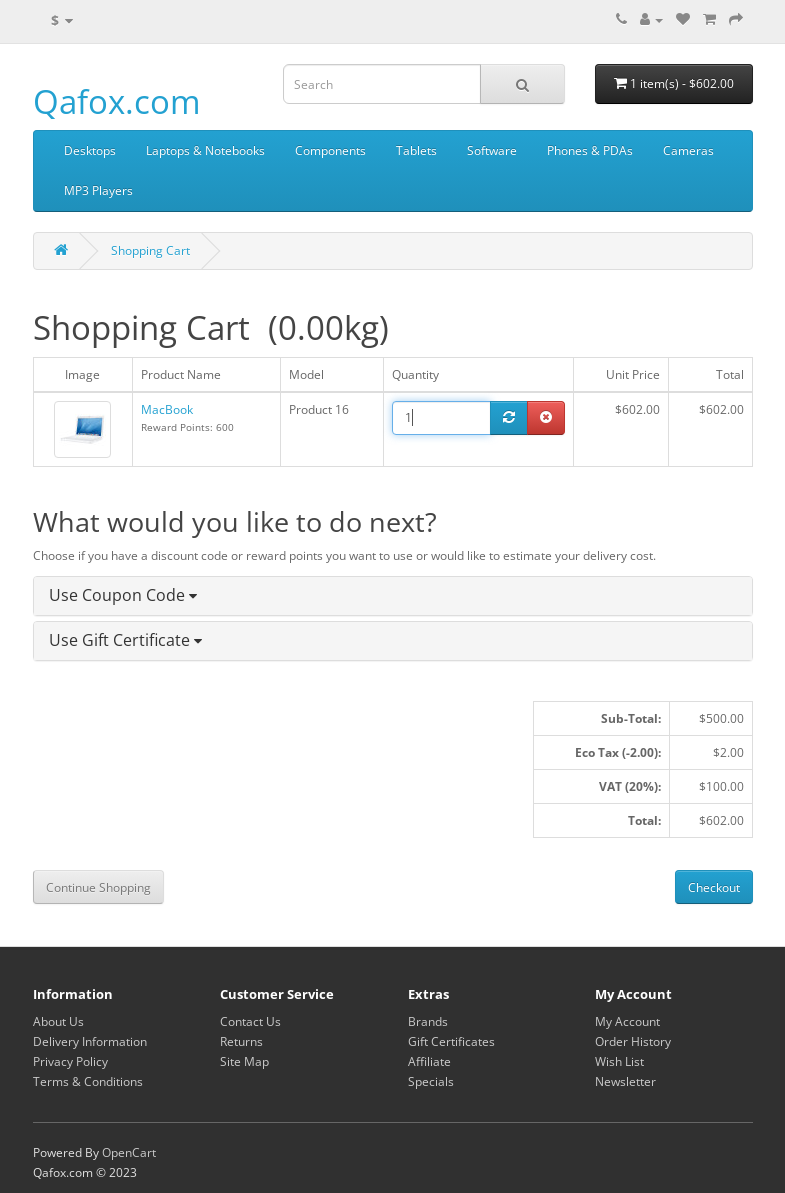 $
Search
1 item(s) - $602.00
Qafox.com
Desktops Laptops & Notebooks Components Tablets Software Phones & PDAs Cameras
MP3 Players
Shopping Cart
Shopping Cart (0.00kg)
Image Product Name Model Quantity Unit Price Total
MacBook Product 16 1 $602.00 $602.00
Reward Points: 600
What would you like to do next?
Choose if you have a discount code or reward points you want to use or would like to estimate your delivery cost.
Use Coupon Code
Use Gift Certificate
Sub-Total: $500.00
Eco Tax (-2.00): $2.00
VAT (20%): $100.00
Total: $602.00
Continue Shopping Checkout
Information Customer Service Extras My Account
About Us Contact Us Brands My Account
Delivery Information Returns Gift Certificates Order History
Privacy Policy Site Map Affiliate Wish List
Terms & Conditions Specials Newsletter
Powered By OpenCart
Qafox.com © 2023